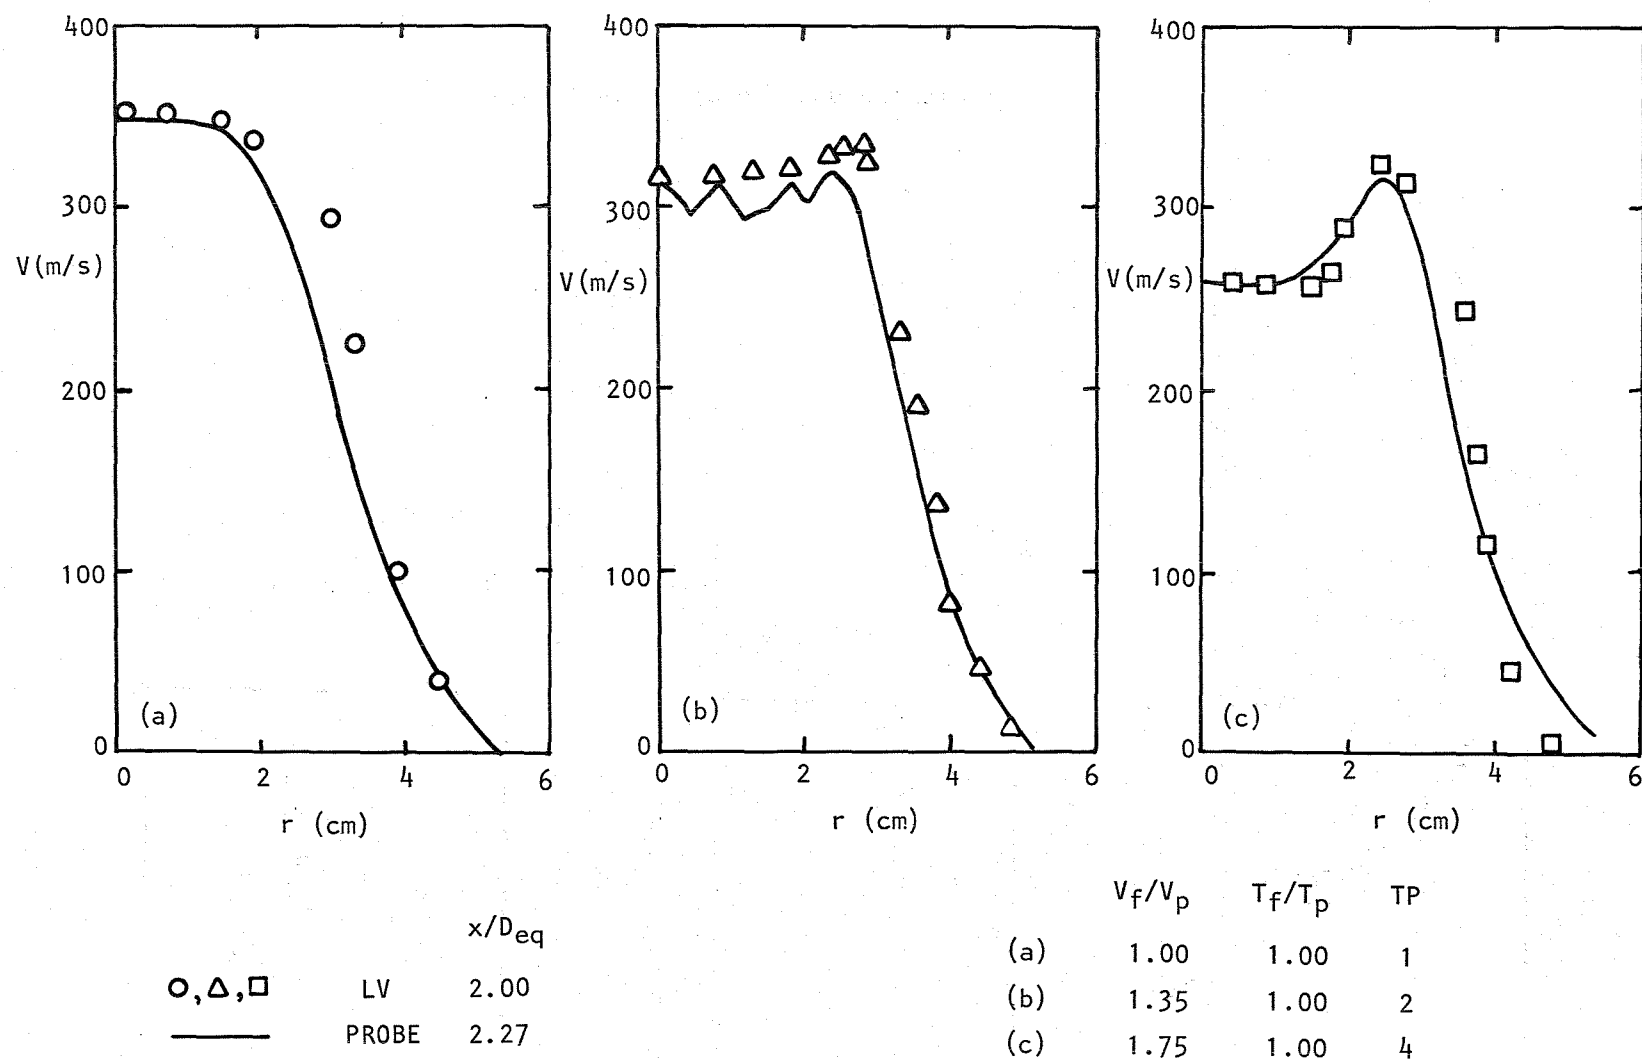 400
300
V(m/s)
200
100
0
(a)
0 2 4 6
r (cm)
400
300
V(m/s)
200
100
0
(b)
0 2 4 6
r (cm)
400
300
V(m/s)
200
100
0
(c)
0 2 4 6
r (cm)
x/Deq
O,△,□ LV 2.00
PROBE 2.27
Vf/Vp Tf/Tp TP
(a) 1.00 1.00 1
(b) 1.35 1.00 2
(c) 1.75 1.00 4